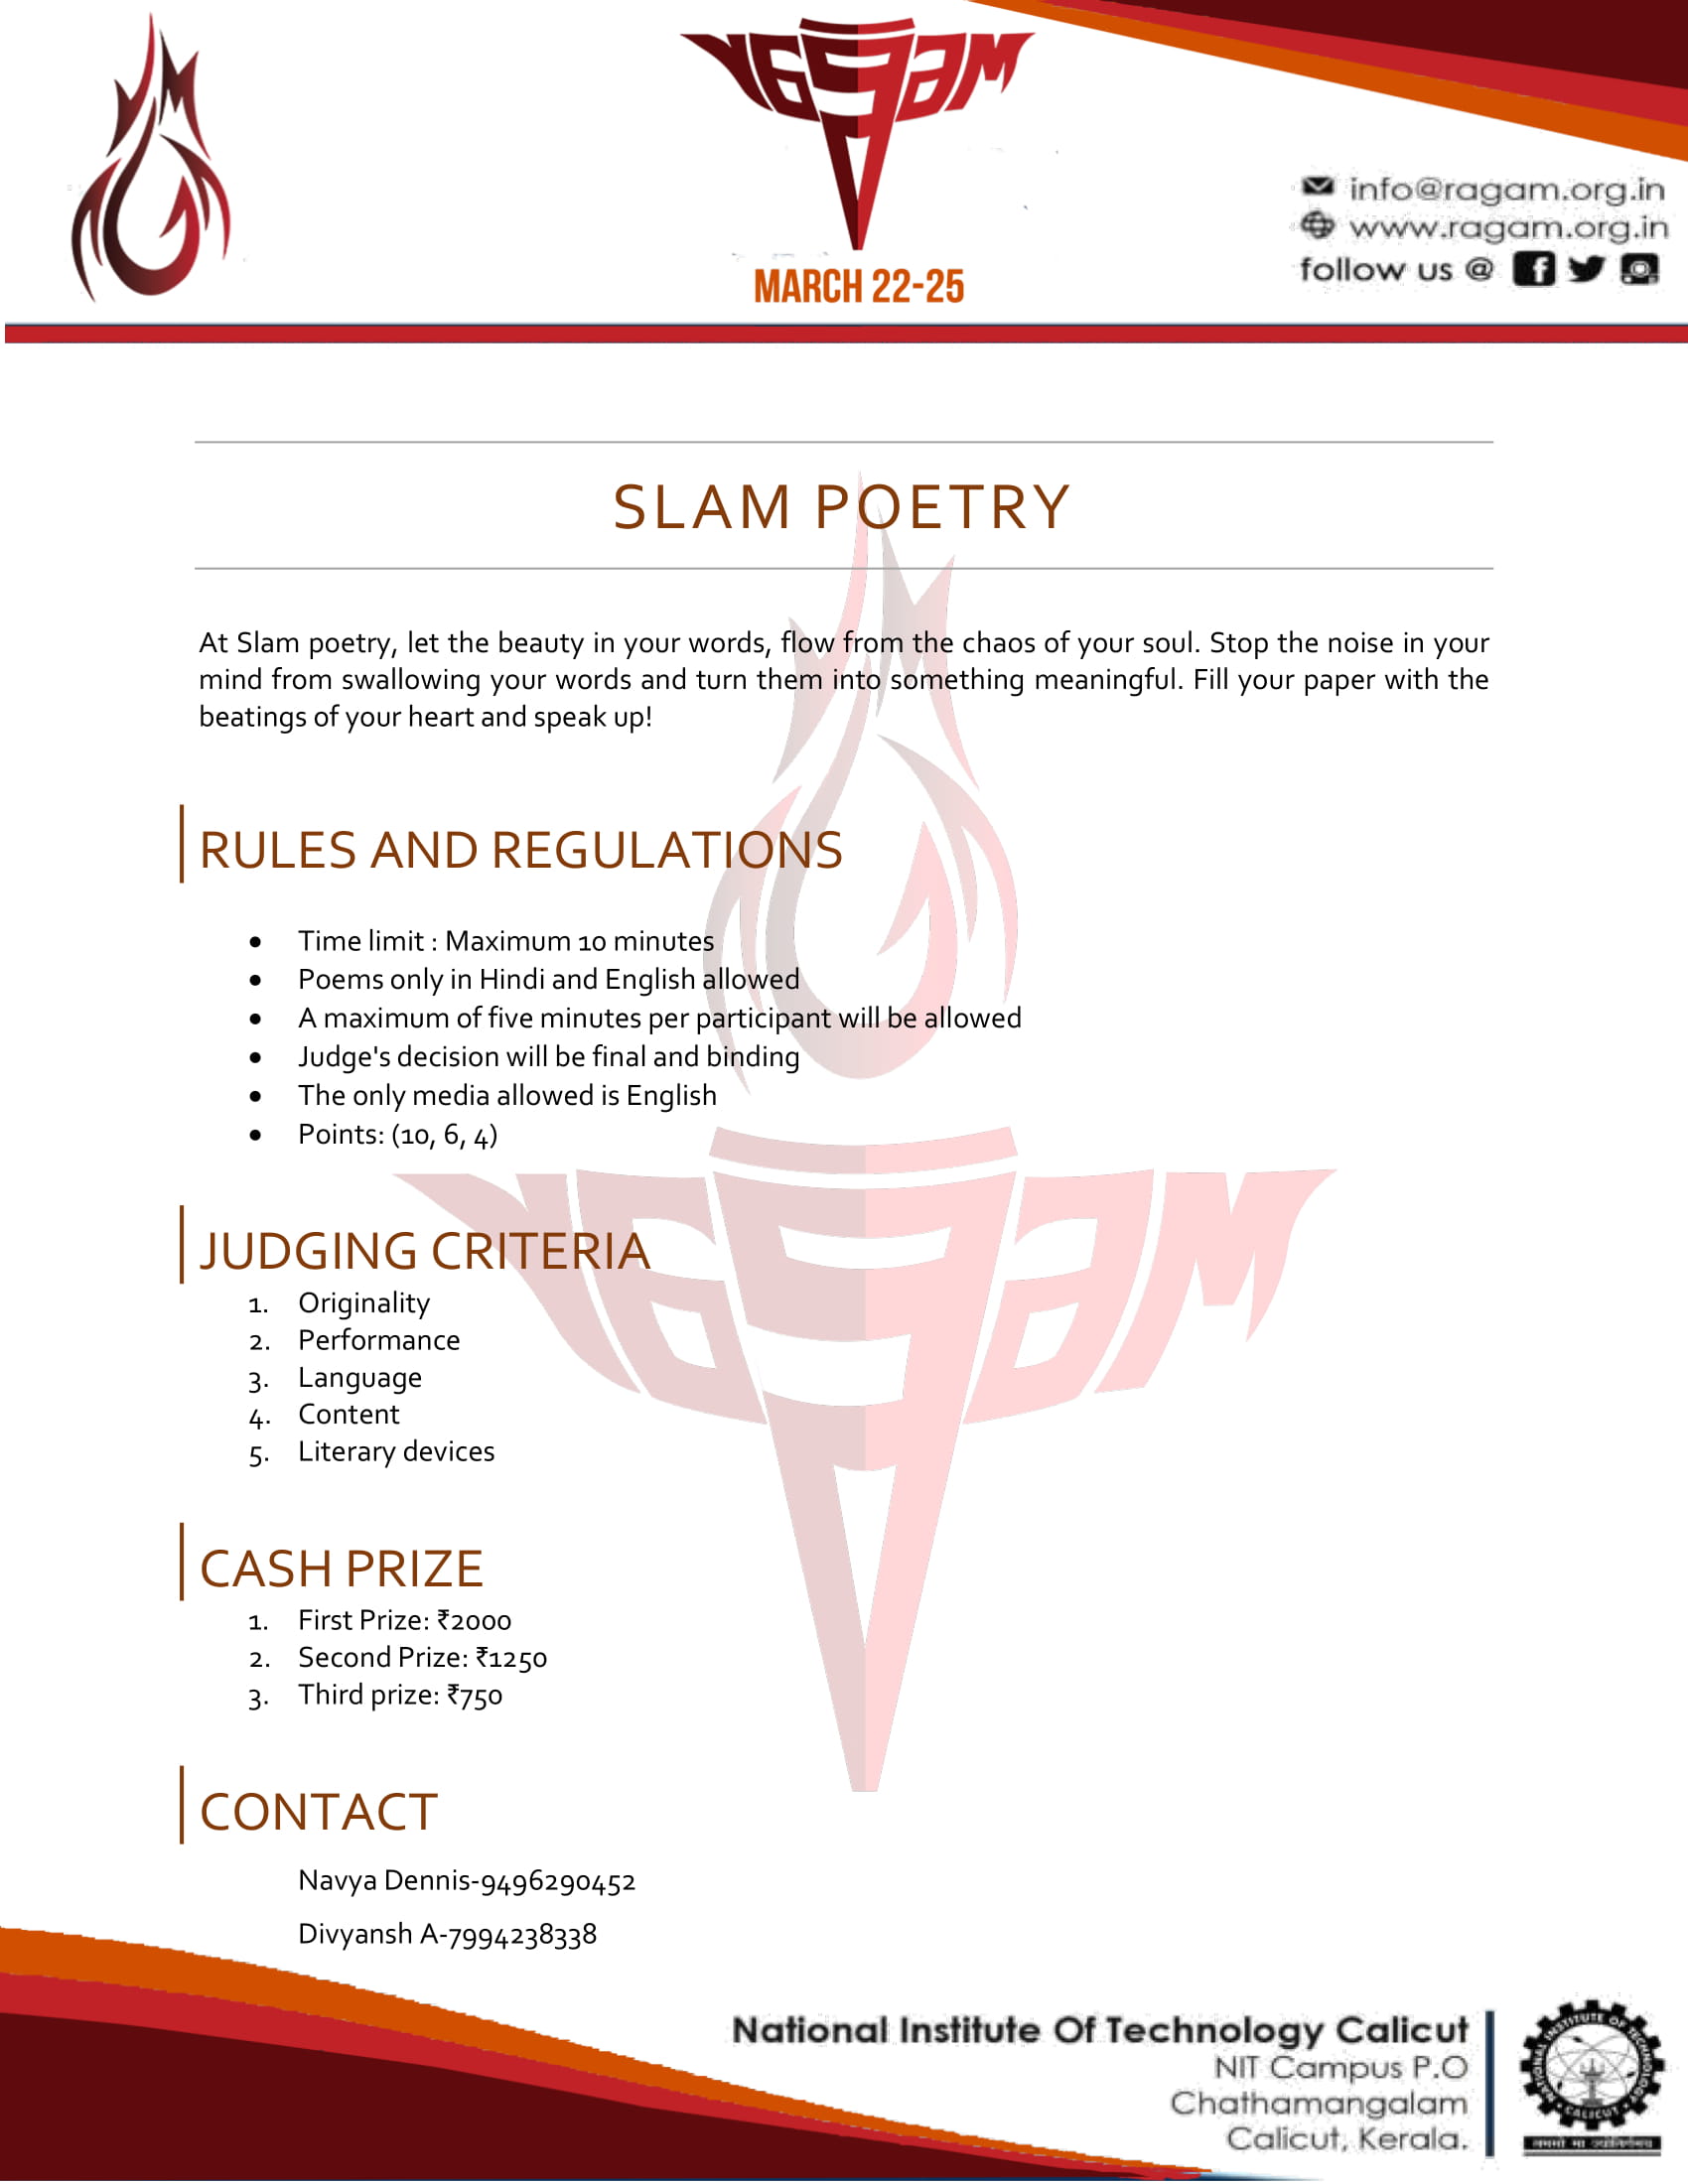 RAGAM
MARCH 22-25
info@ragam.org.in
www.ragam.org.in
follow us @
SLAM POETRY
At Slam poetry, let the beauty in your words, flow from the chaos of your soul. Stop the noise in your
mind from swallowing your words and turn them into something meaningful. Fill your paper with the
beatings of your heart and speak up!
RULES AND REGULATIONS
• Time limit : Maximum 10 minutes
• Poems only in Hindi and English allowed
• A maximum of five minutes per participant will be allowed
• Judge's decision will be final and binding
• The only media allowed is English
• Points: (10, 6, 4)
JUDGING CRITERIA
1. Originality
2. Performance
3. Language
4. Content
5. Literary devices
CASH PRIZE
1. First Prize: ₹2000
2. Second Prize: ₹1250
3. Third prize: ₹750
CONTACT
Navya Dennis-9496290452
Divyansh A-7994238338
National Institute Of Technology Calicut
NIT Campus P.O
Chathamangalam
Calicut, Kerala.
NATIONAL INSTITUTE OF TECHNOLOGY
CALICUT